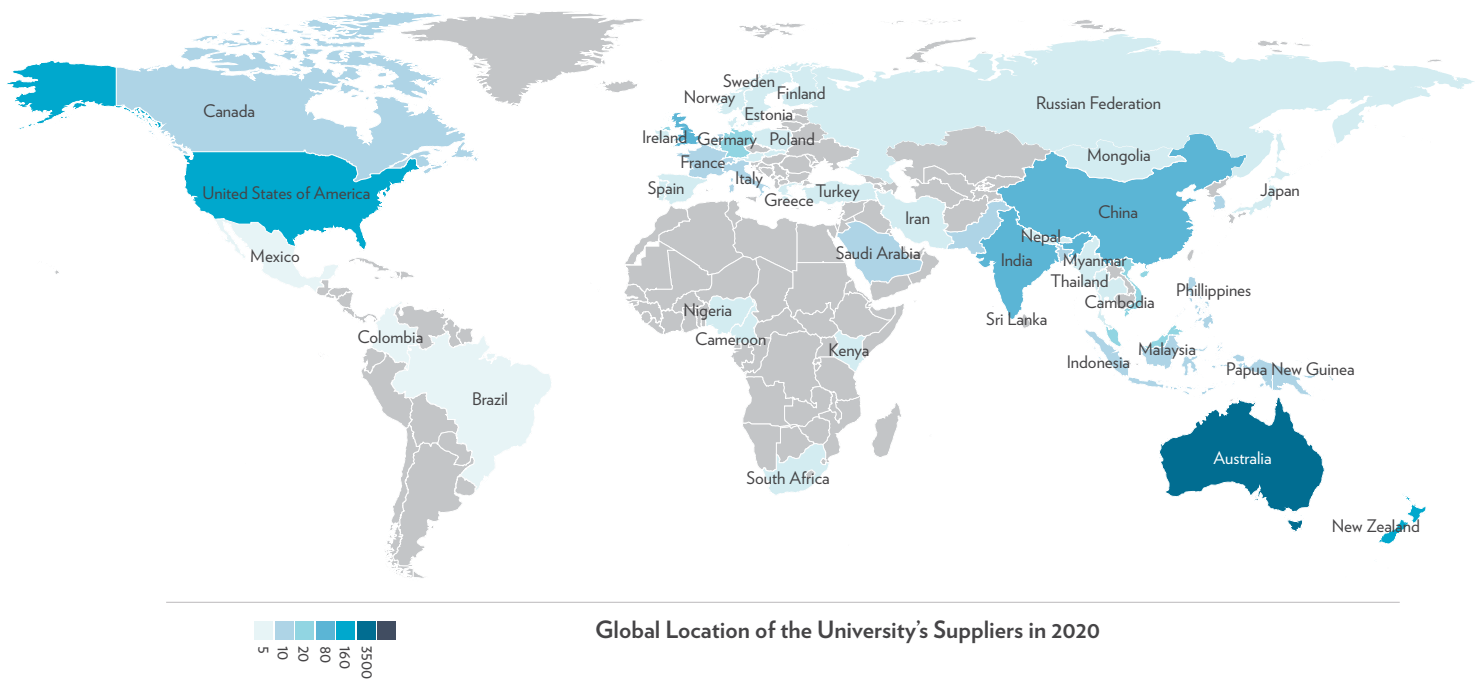 Sweden
Finland
Norway
Canada
Russian Federation
Estonia
Ireland
Germany
Poland
Mongolia
France
Italy
Spain
Turkey
Japan
United States of America
Greece
Iran
China
Nepal
Saudi Arabia
India
Myanmar
Mexico
Thailand
Phillippines
Cambodia
Nigeria
Sri Lanka
Colombia
Cameroon
Kenya
Malaysia
Indonesia
Papua New Guinea
Brazil
Australia
South Africa
New Zealand
Global Location of the University's Suppliers in 2020
5
10
20
80
160
3500